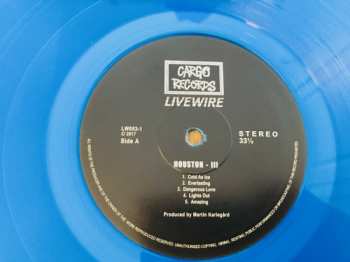 CARGO
RECORDS
LIVEWIRE
LW003-1
℗ 2017
Side A
STEREO
33⅓
HOUSTON - III
1. Cold As Ice
2. Everlasting
3. Dangerous Love
4. Lights Out
5. Amazing
Produced by Martin Karlegård